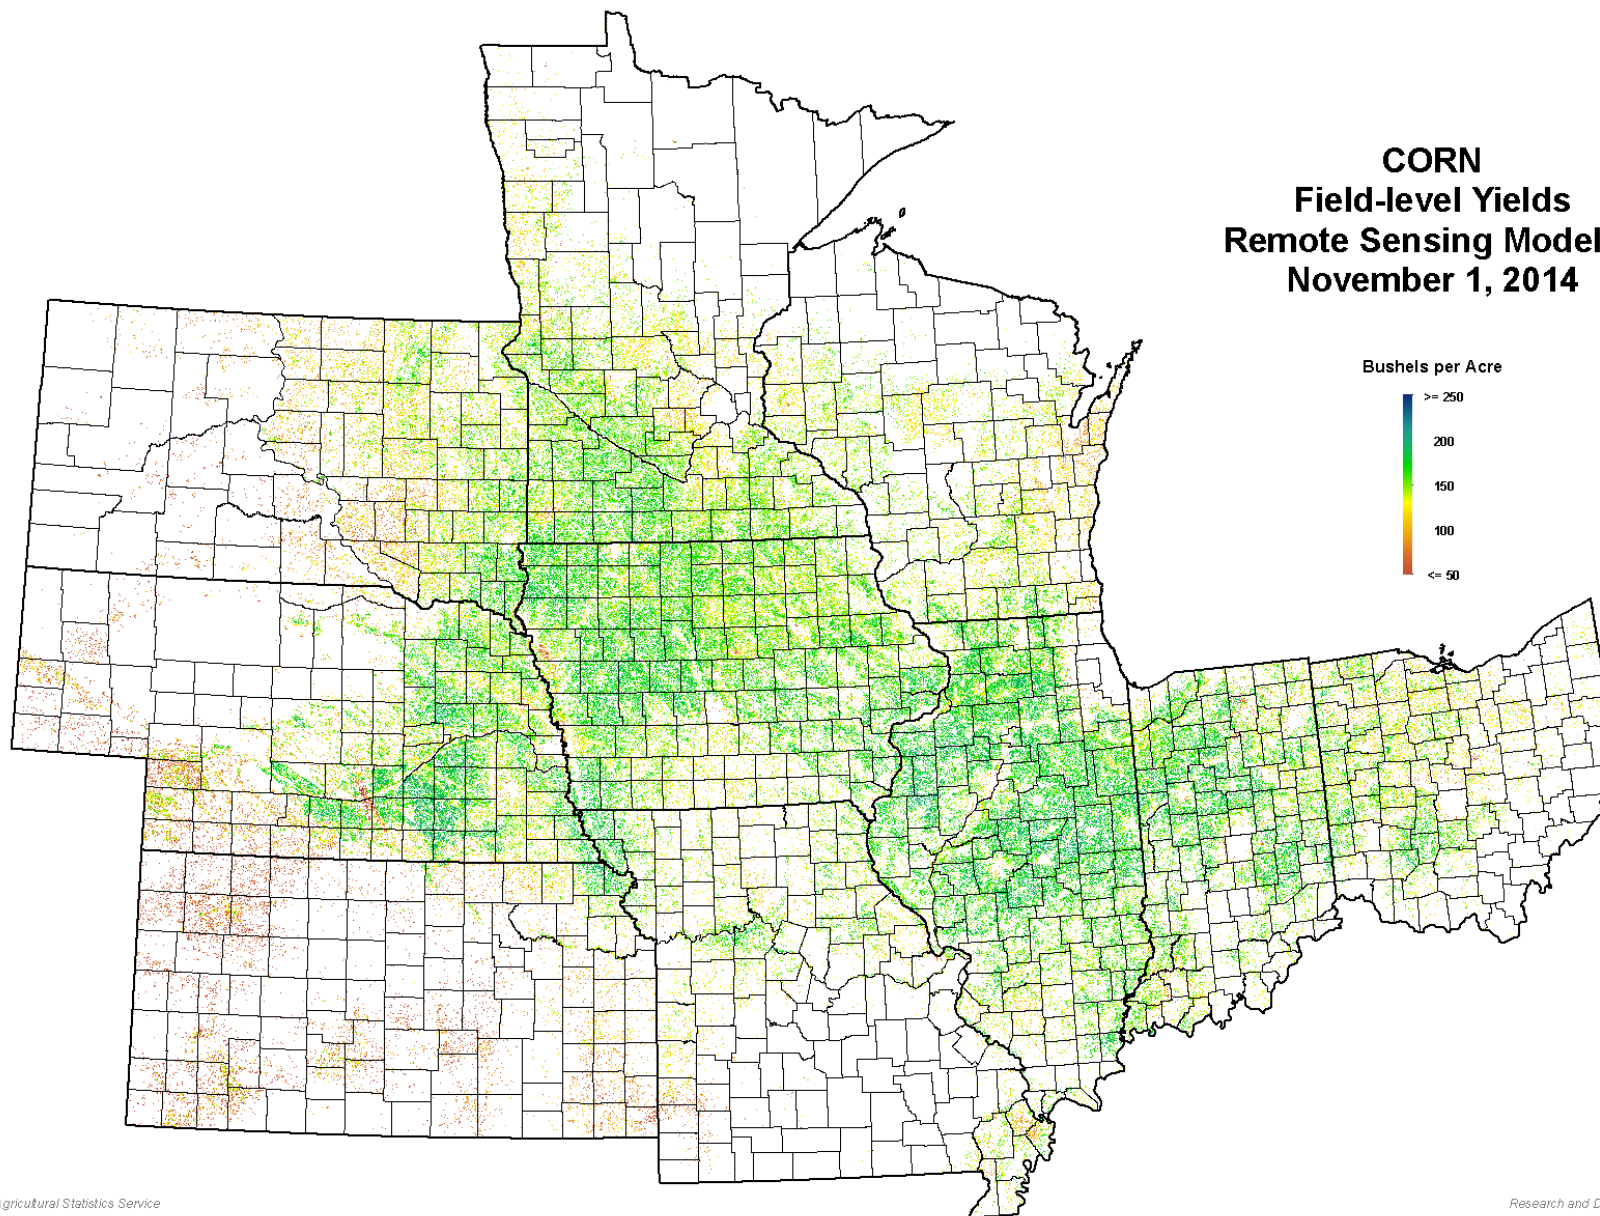 CORN
Field-level Yields
Remote Sensing Model
November 1, 2014
Bushels per Acre
>= 250
200
150
100
<= 50
gricultural Statistics Service
Research and D